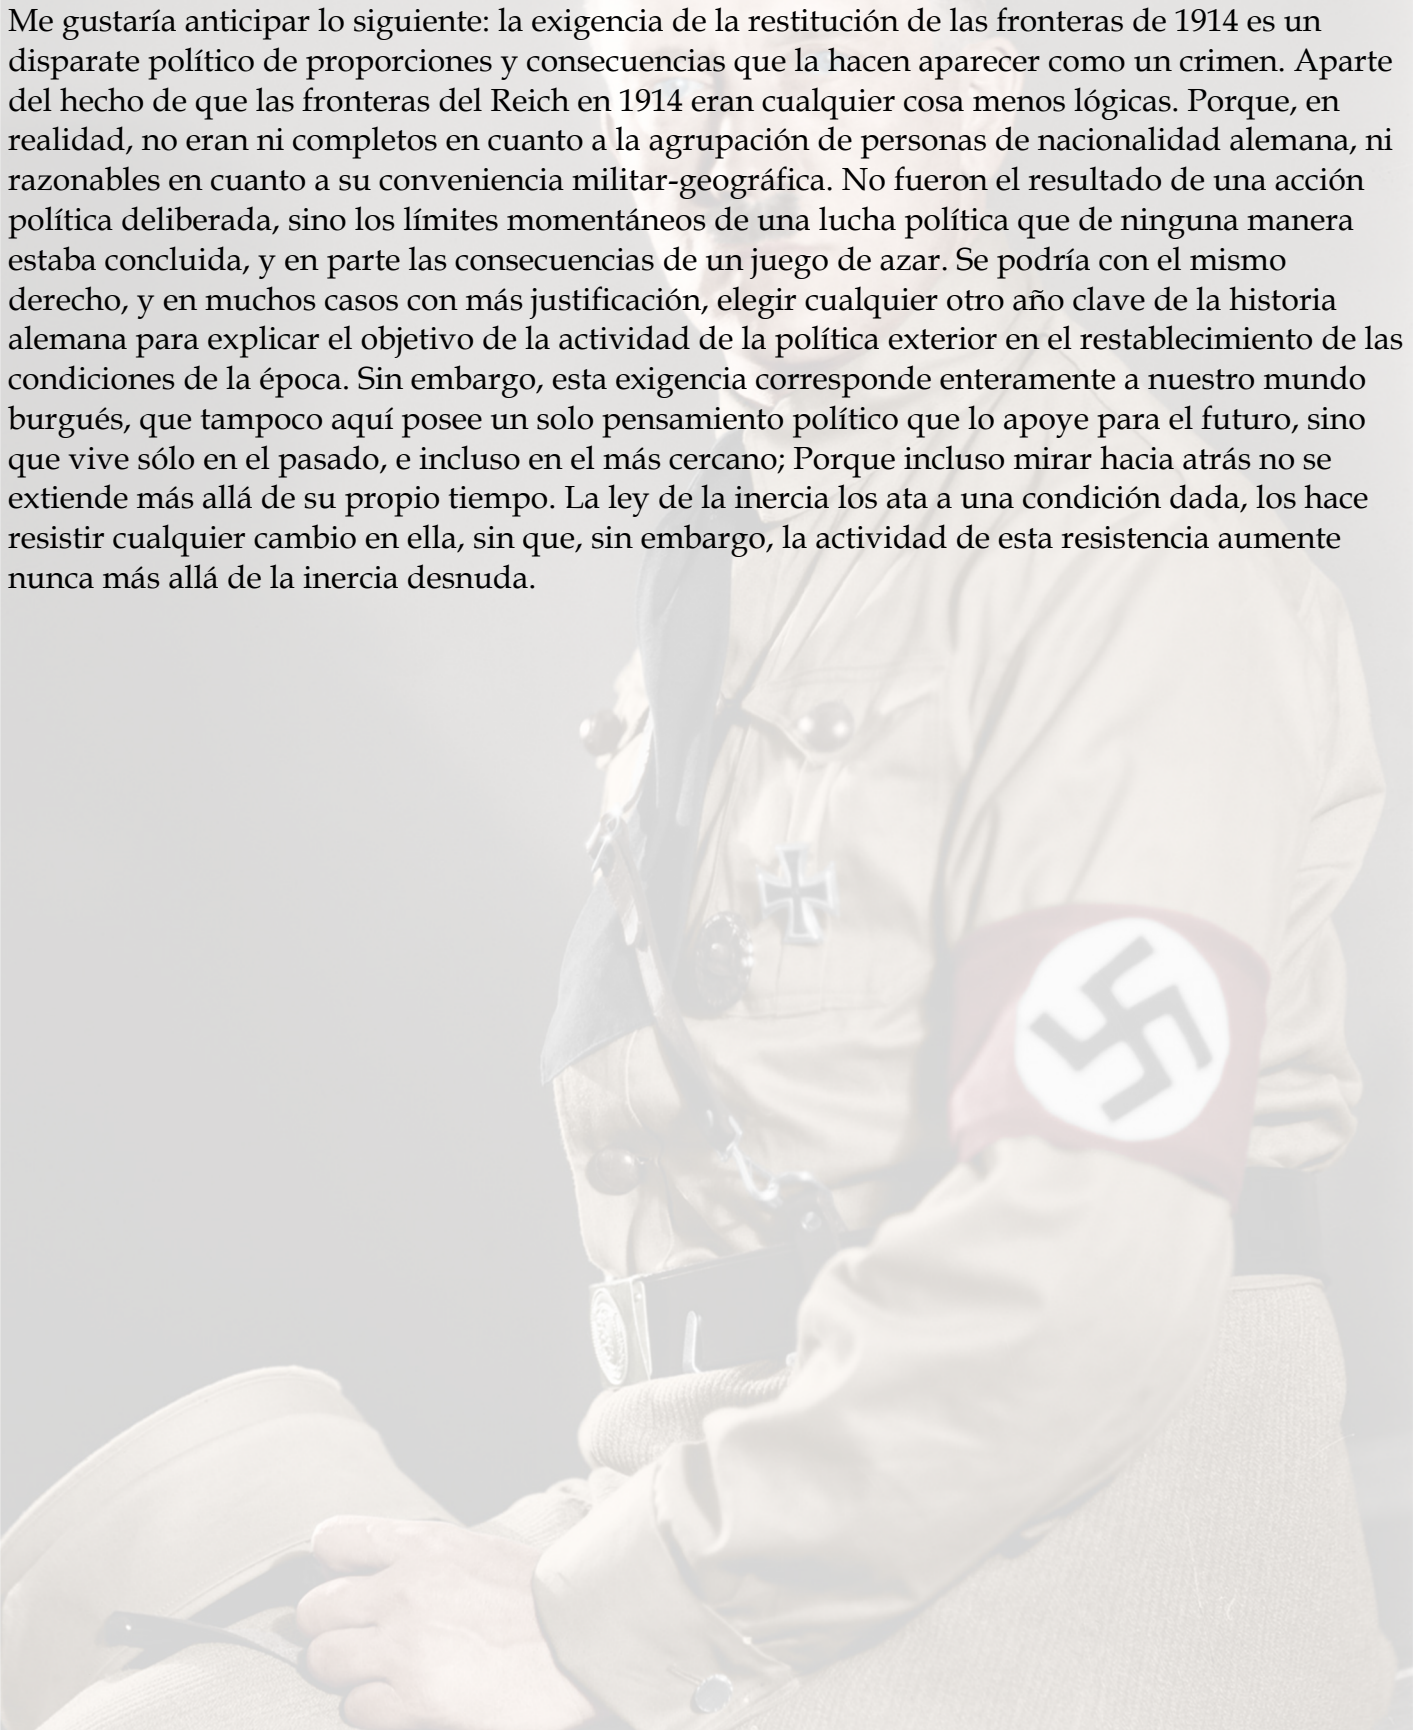 Me gustaría anticipar lo siguiente: la exigencia de la restitución de las fronteras de 1914 es un
disparate político de proporciones y consecuencias que la hacen aparecer como un crimen. Aparte
del hecho de que las fronteras del Reich en 1914 eran cualquier cosa menos lógicas. Porque, en
realidad, no eran ni completos en cuanto a la agrupación de personas de nacionalidad alemana, ni
razonables en cuanto a su conveniencia militar-geográfica. No fueron el resultado de una acción
política deliberada, sino los límites momentáneos de una lucha política que de ninguna manera
estaba concluida, y en parte las consecuencias de un juego de azar. Se podría con el mismo
derecho, y en muchos casos con más justificación, elegir cualquier otro año clave de la historia
alemana para explicar el objetivo de la actividad de la política exterior en el restablecimiento de las
condiciones de la época. Sin embargo, esta exigencia corresponde enteramente a nuestro mundo
burgués, que tampoco aquí posee un solo pensamiento político que lo apoye para el futuro, sino
que vive sólo en el pasado, e incluso en el más cercano; Porque incluso mirar hacia atrás no se
extiende más allá de su propio tiempo. La ley de la inercia los ata a una condición dada, los hace
resistir cualquier cambio en ella, sin que, sin embargo, la actividad de esta resistencia aumente
nunca más allá de la inercia desnuda.